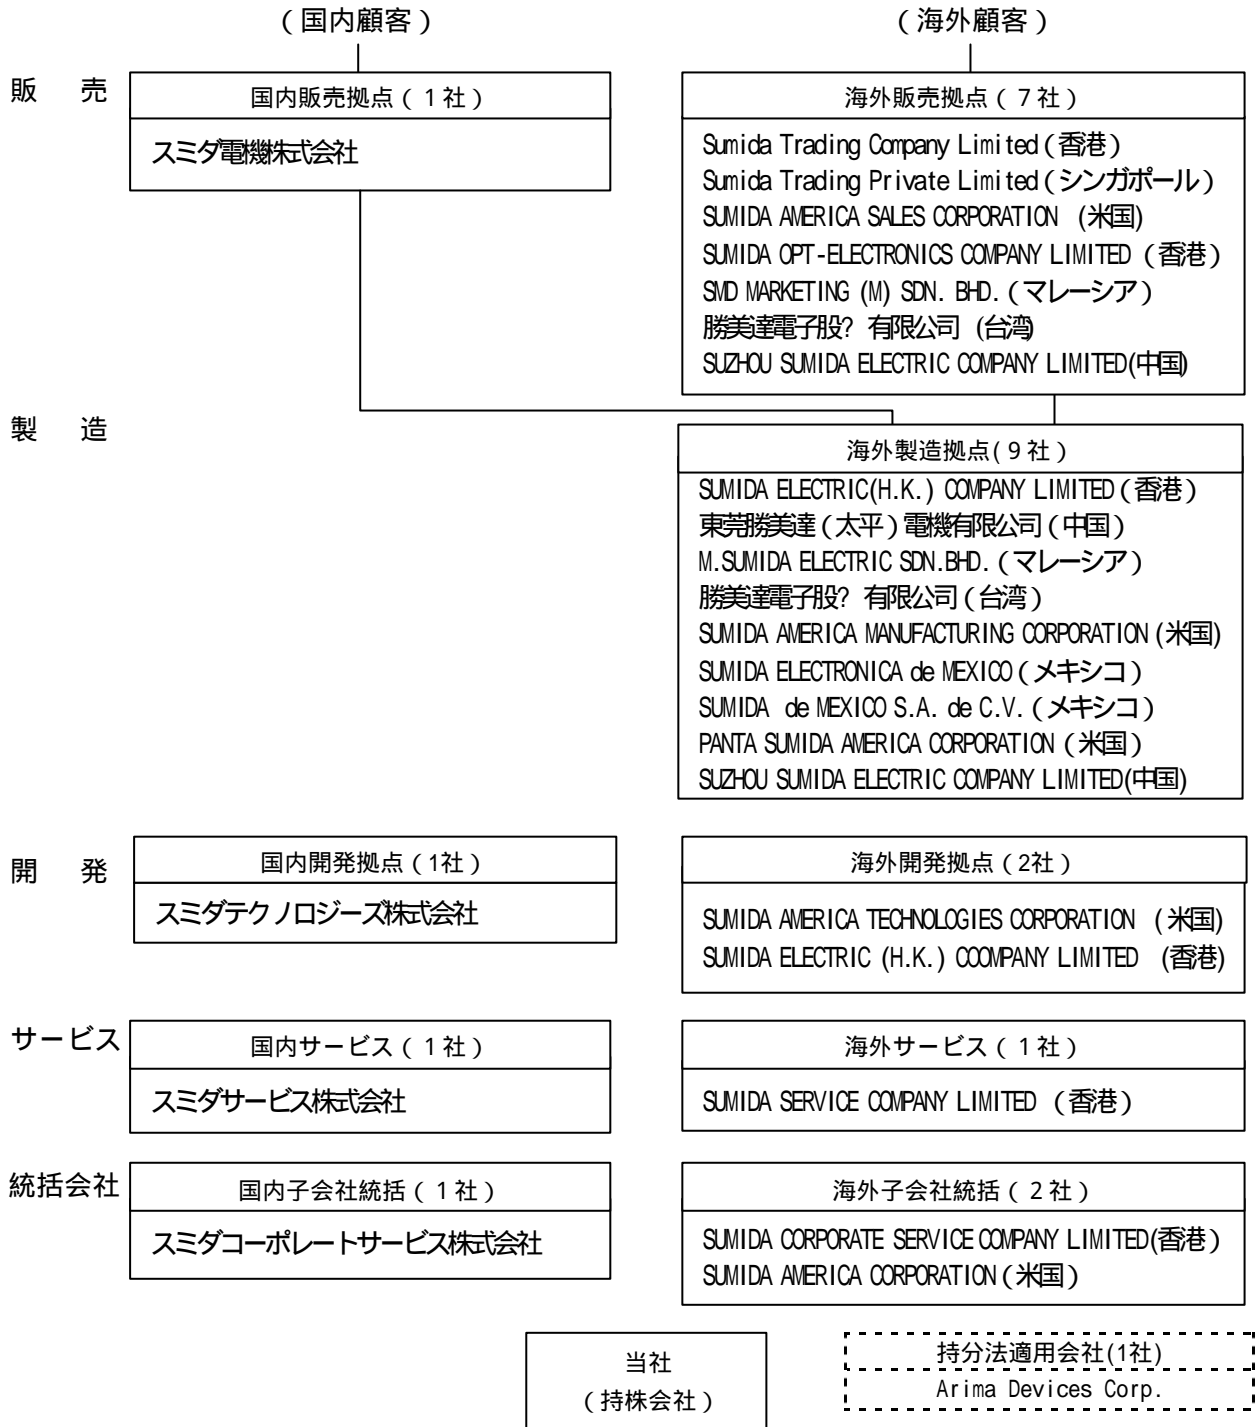 （国内顧客）
（海外顧客）
販　売
国内販売拠点（１社）
スミダ電機株式会社
海外販売拠点（７社）
Sumida Trading Company Limited（香港）
Sumida Trading Private Limited（シンガポール）
SUMIDA AMERICA SALES CORPORATION （米国）
SUMIDA OPT-ELECTRONICS COMPANY LIMITED （香港）
SMD MARKETING (M) SDN. BHD.（マレーシア）
勝美達電子股? 有限公司 （台湾）
SUZHOU SUMIDA ELECTRIC COMPANY LIMITED(中国)
製　造
海外製造拠点(９社）
SUMIDA ELECTRIC(H.K.) COMPANY LIMITED（香港）
東莞勝美達（太平）電機有限公司（中国）
M.SUMIDA ELECTRIC SDN.BHD.（マレーシア）
勝美達電子股? 有限公司（台湾）
SUMIDA AMERICA MANUFACTURING CORPORATION（米国）
SUMIDA ELECTRONICA de MEXICO（メキシコ）
SUMIDA de MEXICO S.A. de C.V.（メキシコ）
PANTA SUMIDA AMERICA CORPORATION（米国）
SUZHOU SUMIDA ELECTRIC COMPANY LIMITED(中国)
開　発
国内開発拠点（1社）
スミダテクノロジーズ株式会社
海外開発拠点（2社）
SUMIDA AMERICA TECHNOLOGIES CORPORATION （米国）
SUMIDA ELECTRIC (H.K.) COOMPANY LIMITED （香港）
サービス
国内サービス（１社）
スミダサービス株式会社
海外サービス（１社）
SUMIDA SERVICE COMPANY LIMITED （香港）
統括会社
国内子会社統括（１社）
スミダコーポレートサービス株式会社
海外子会社統括（２社）
SUMIDA CORPORATE SERVICE COMPANY LIMITED(香港）
SUMIDA AMERICA CORPORATION（米国）
当社
（持株会社）
持分法適用会社(1社)
Arima Devices Corp.